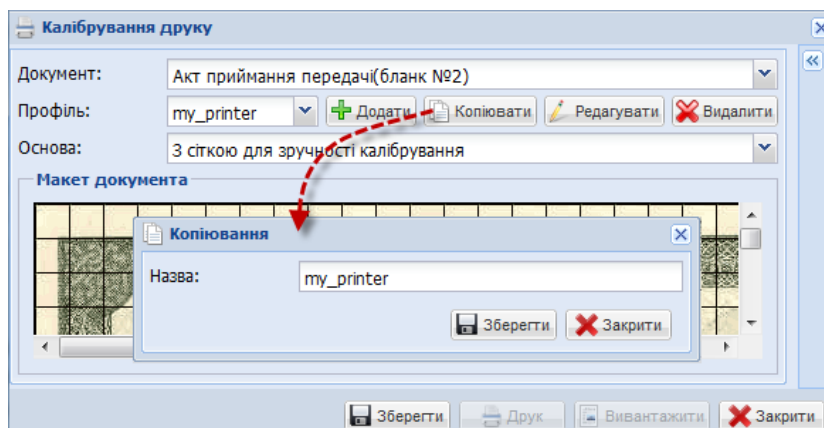 Калібрування друку
Документ: Акт приймання передачі(бланк №2)
Профіль: my_printer Додати Копіювати Редагувати Видалити
Основа: З сіткою для зручності калібрування
Макет документа
Копіювання
Назва: my_printer
Зберегти Закрити
Зберегти Друк Вивантажити Закрити